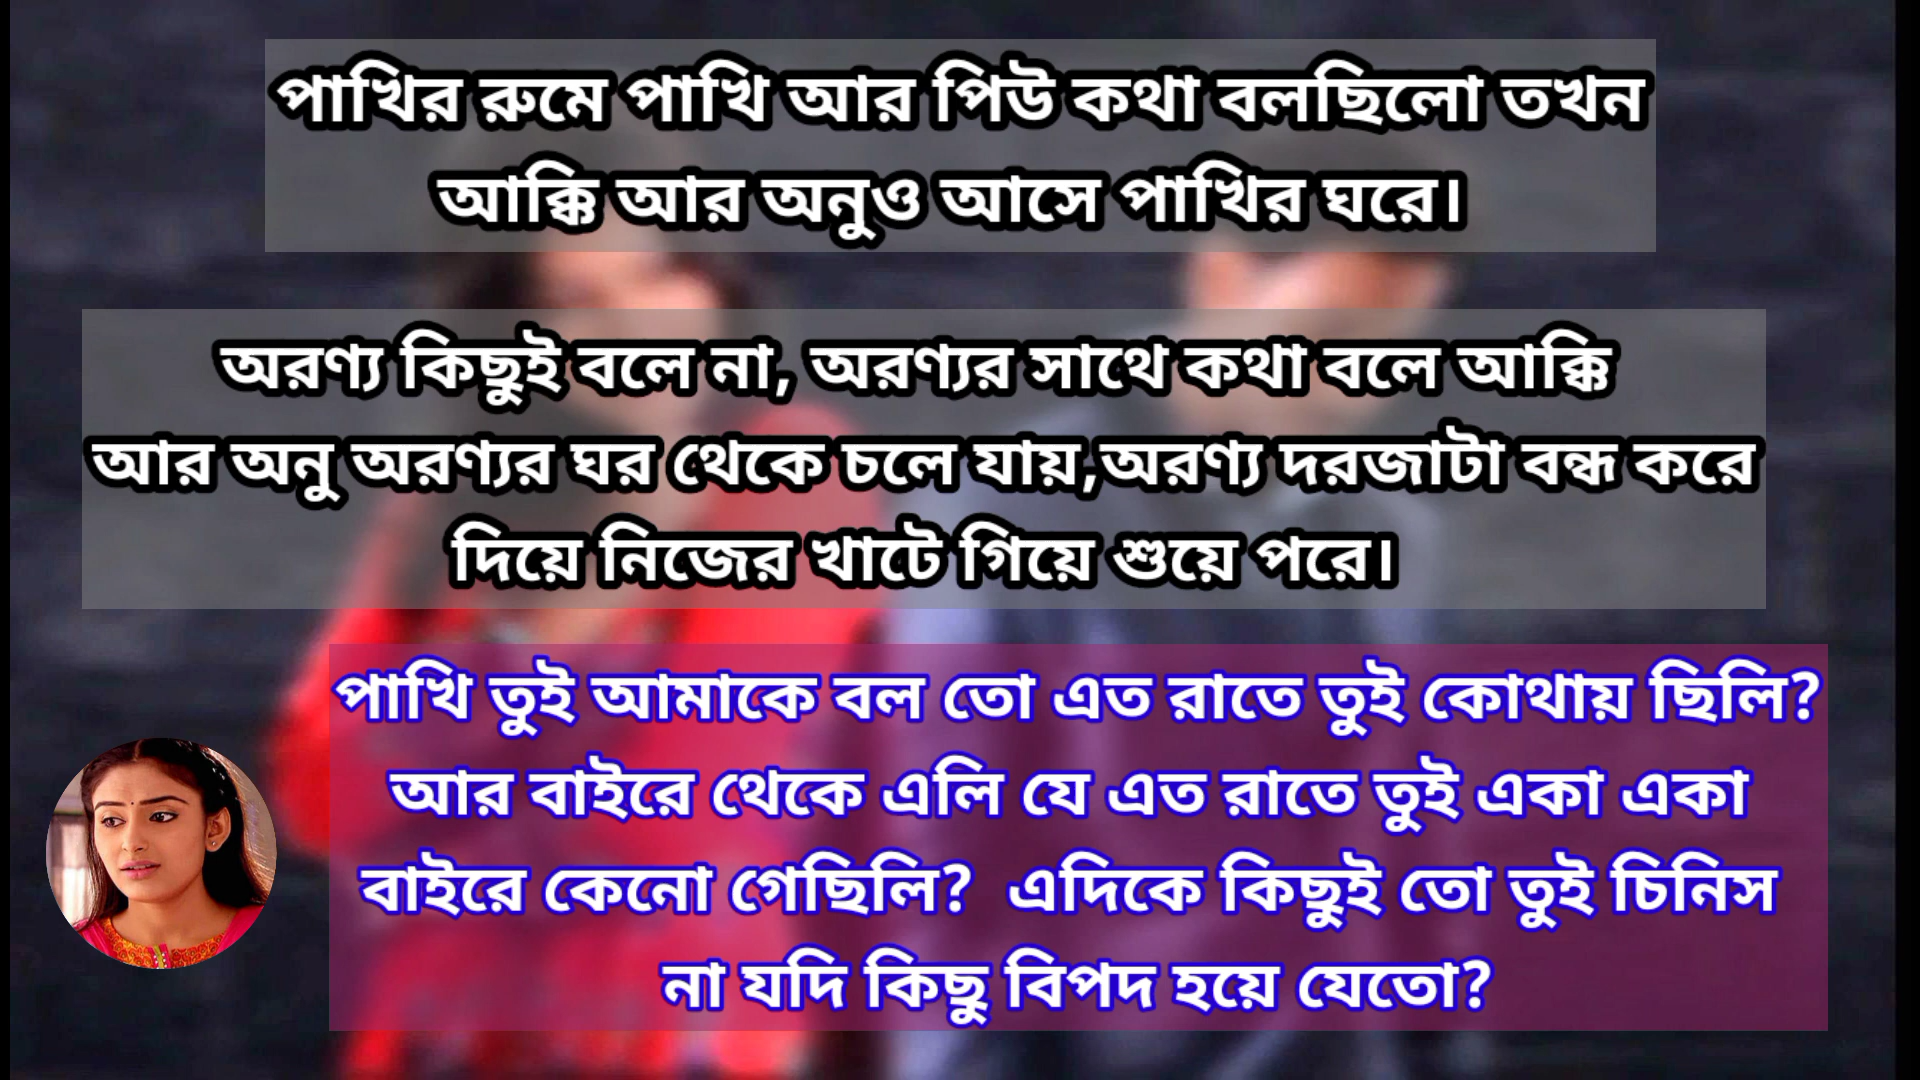 পাখির রুমে পাখি আর পিউ কথা বলছিলো তখন
আক্কি আর অনুও আসে পাখির ঘরে।
অরণ্য কিছুই বলে না, অরণ্যর সাথে কথা বলে আক্কি
আর অনু অরণ্যর ঘর থেকে চলে যায়,অরণ্য দরজাটা বন্ধ করে
দিয়ে নিজের খাটে গিয়ে শুয়ে পরে।
পাখি তুই আমাকে বল তো এত রাতে তুই কোথায় ছিলি?
আর বাইরে থেকে এলি যে এত রাতে তুই একা একা
বাইরে কেনো গেছিলি? এদিকে কিছুই তো তুই চিনিস
না যদি কিছু বিপদ হয়ে যেতো?